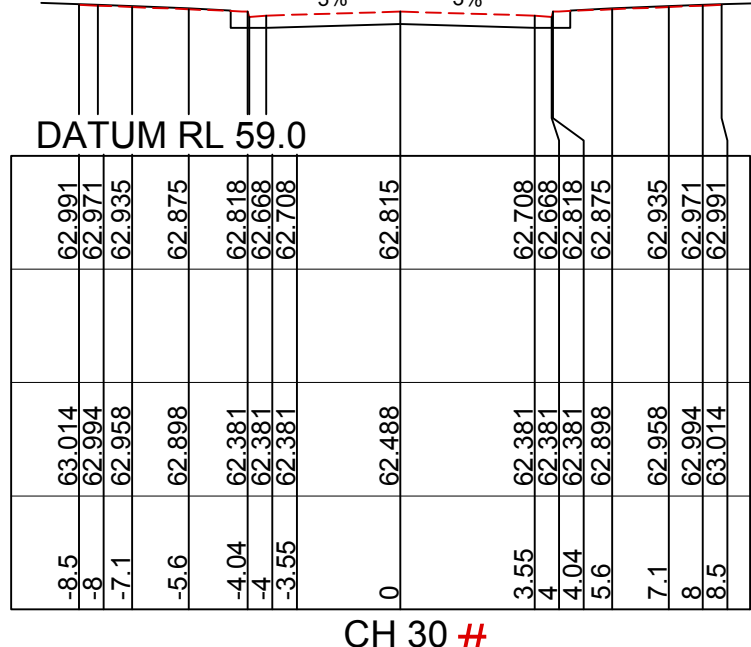 3% 3%
DATUM RL 59.0
62.991 62.971 62.935 62.875 62.818 62.668 62.708 62.815 62.708 62.668 62.818 62.875 62.935 62.971 62.991
63.014 62.994 62.958 62.898 62.381 62.381 62.381 62.488 62.381 62.381 62.381 62.898 62.958 62.994 63.014
-8.5 -8 -7.1 -5.6 -4.04 -4 -3.55 0 3.55 4 4.04 5.6 7.1 8 8.5
CH 30 #